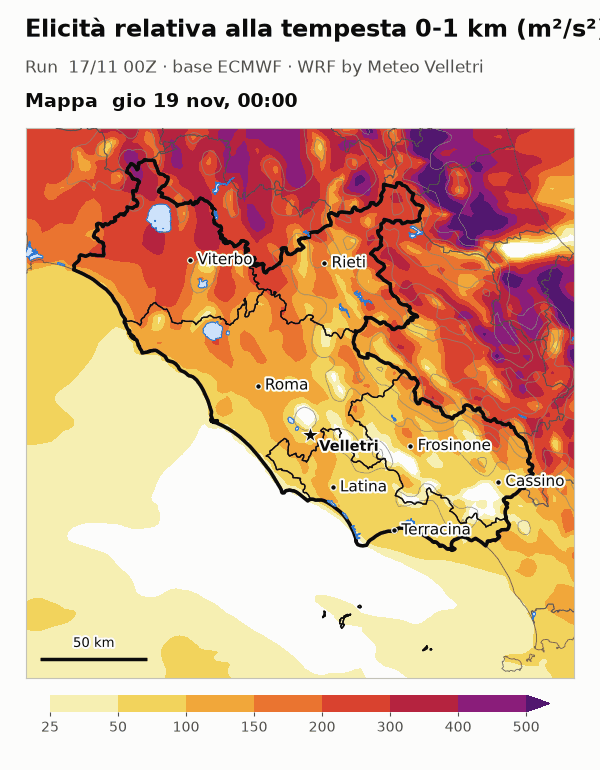 Elicità relativa alla tempesta 0-1 km (m²/s²)
Run 17/11 00Z · base ECMWF · WRF by Meteo Velletri
Mappa gio 19 nov, 00:00
Viterbo
Rieti
Roma
Velletri
Frosinone
Cassino
Latina
Terracina
50 km
25 50 100 150 200 300 400 500